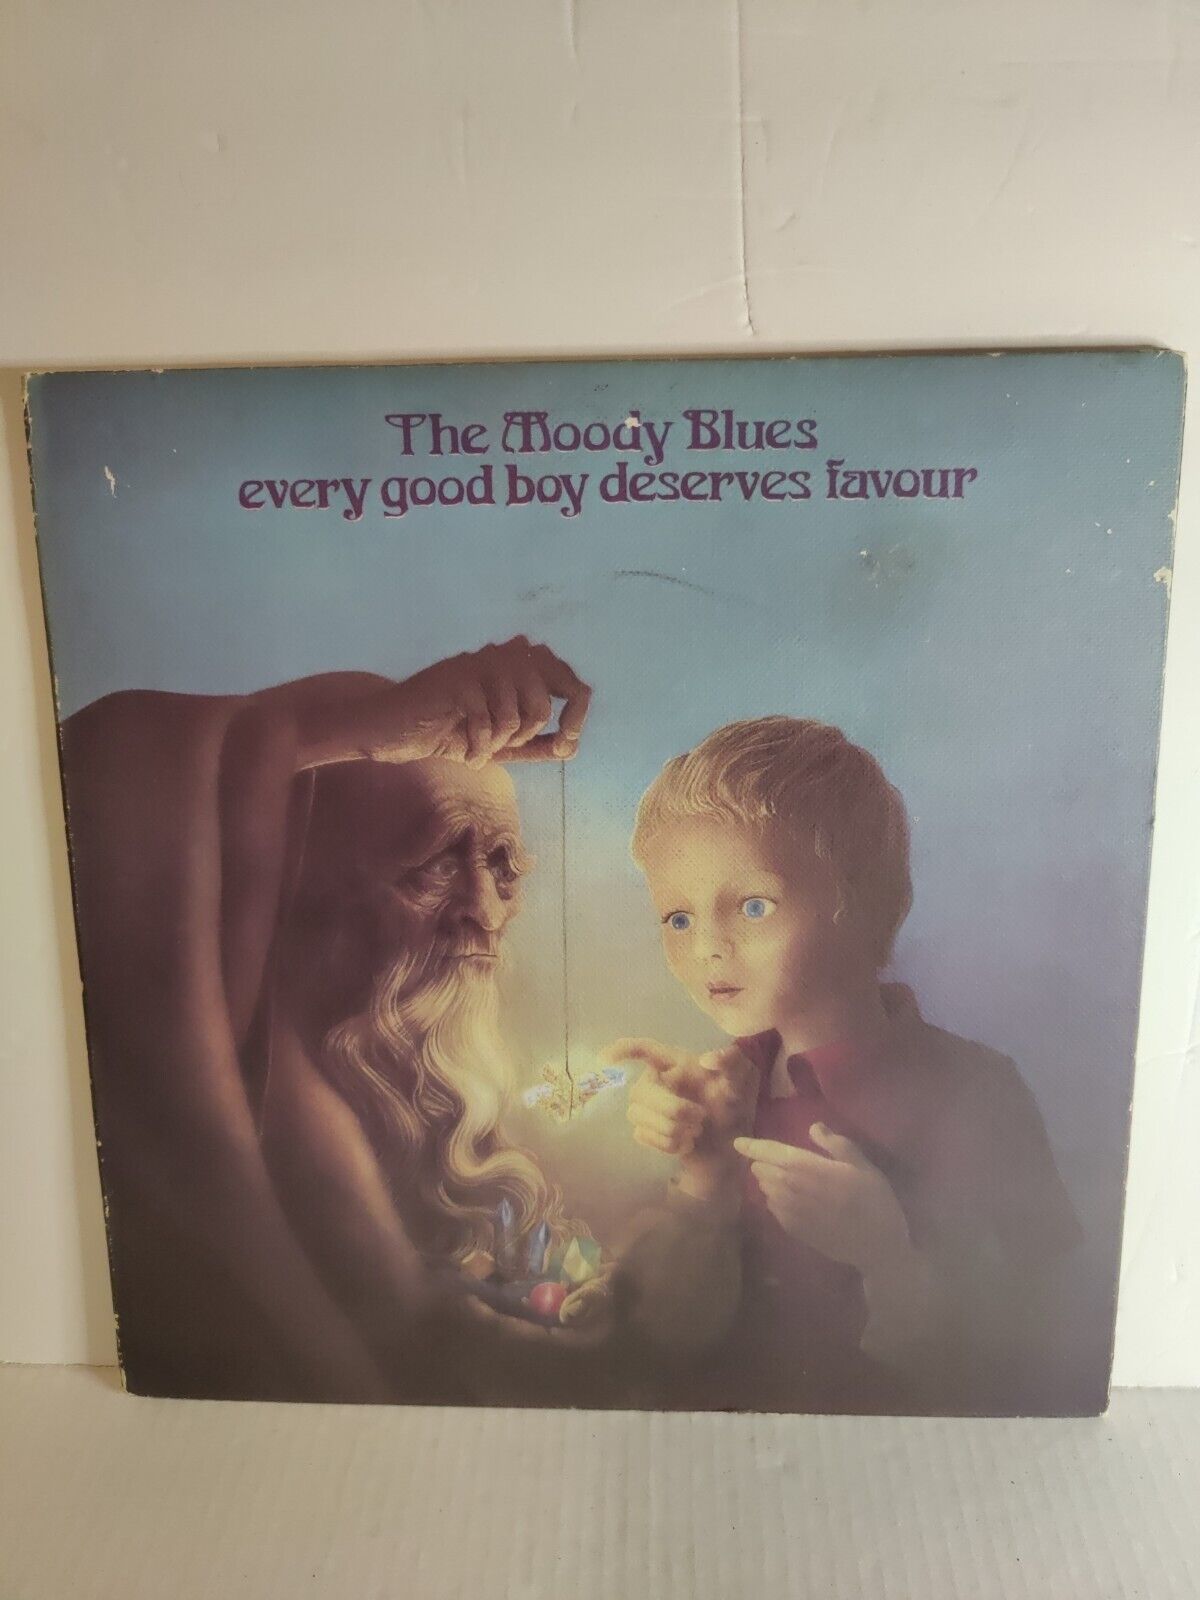 The Moody Blues
every good boy deserves favour